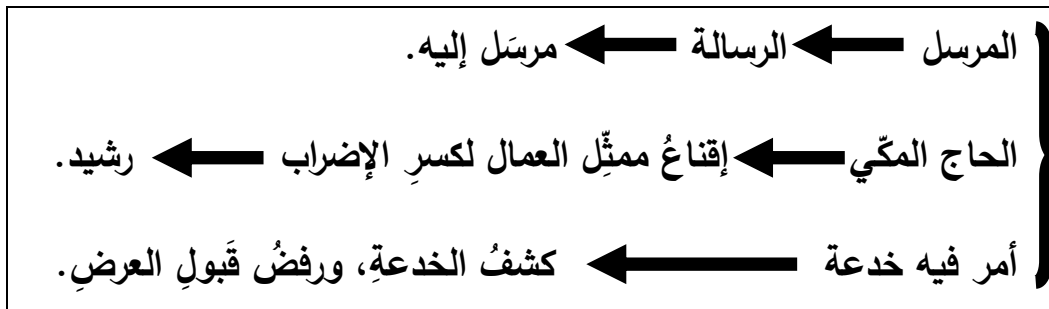 المرسل ← الرسالة ← مرسَل إليه.
الحاج المكّي ← إقناعُ ممثِّل العمال لكسرِ الإضراب ← رشيد.
أمر فيه خدعة ← كشفُ الخدعةِ، ورفضُ قَبولِ العرضِ.